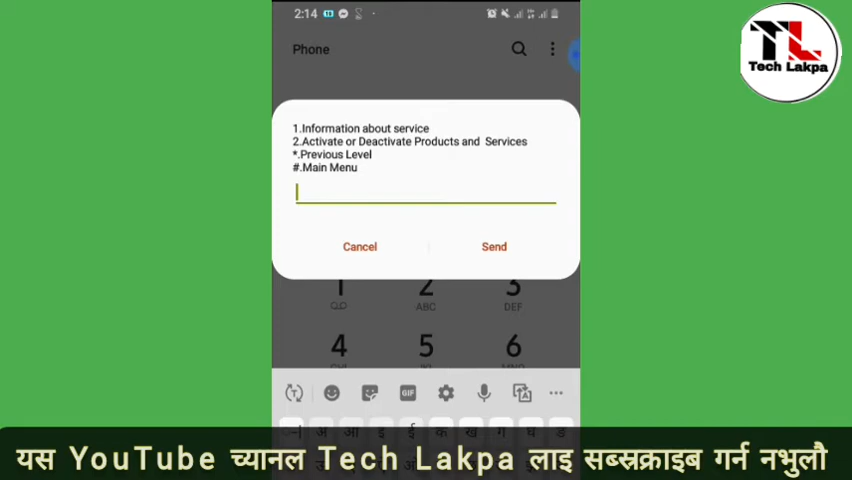 2:14
TL
Tech Lakpa
Phone
1.Information about service
2.Activate or Deactivate Products and  Services
*.Previous Level
#.Main Menu
Cancel
Send
1
2
3
ABC
DEF
4
5
6
GIF
अ आ इ ई क ख ग घ ङ
यस YouTube च्यानल Tech Lakpa लाइ सब्स्क्राइब गर्न नभुलौ